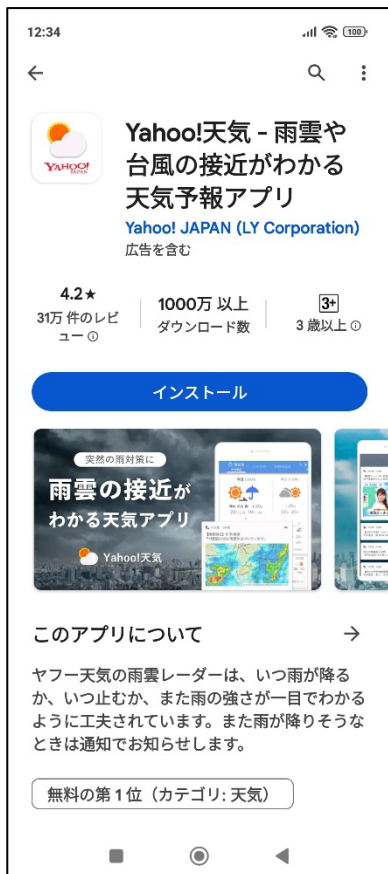 12:34
100
YAHOO!
JAPAN
Yahoo!天気 - 雨雲や
台風の接近がわかる
天気予報アプリ
Yahoo! JAPAN (LY Corporation)
広告を含む
4.2★
31万 件のレビ
ュー
1000万 以上
ダウンロード数
3+
3 歳以上
インストール
突然の雨対策に
雨雲の接近が
わかる天気アプリ
Yahoo!天気
このアプリについて
ヤフー天気の雨雲レーダーは、いつ雨が降る
か、いつ止むか、また雨の強さが一目でわかる
ように工夫されています。また雨が降りそうな
ときは通知でお知らせします。
無料の第 1 位（カテゴリ: 天気）